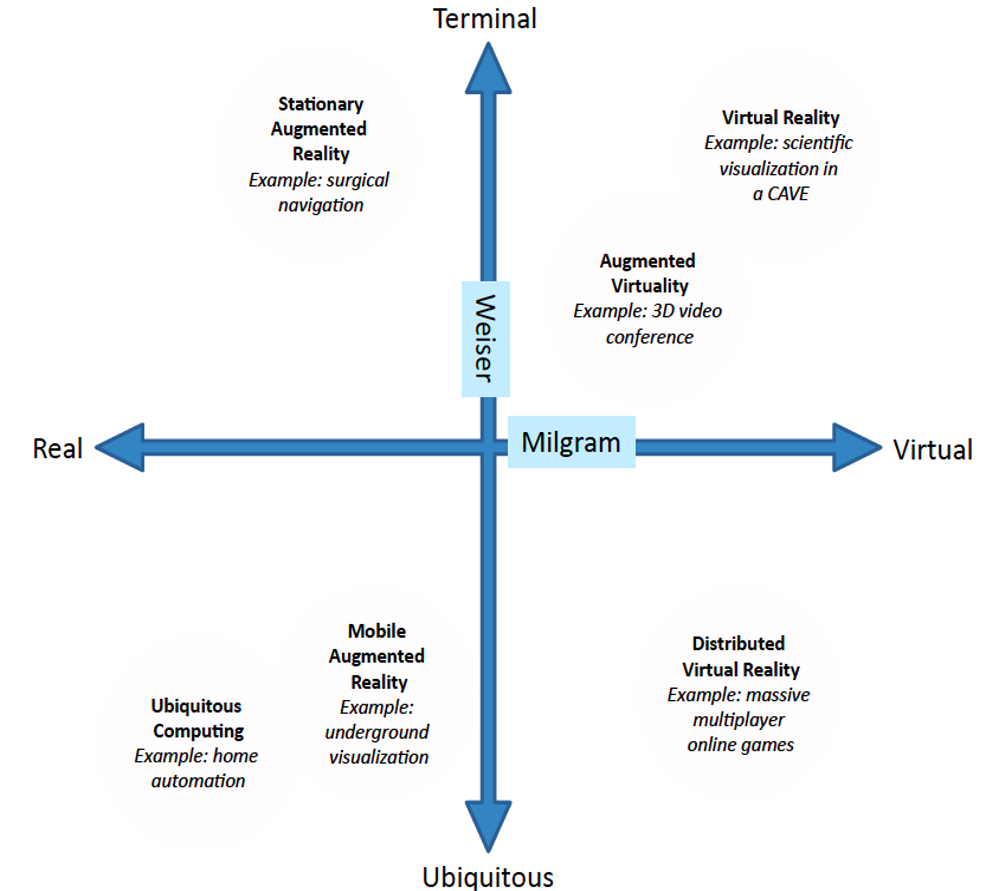 Terminal
Stationary
Augmented
Reality
Example: surgical
navigation
Virtual Reality
Example: scientific
visualization in
a CAVE
Augmented
Virtuality
Example: 3D video
conference
Weiser
Real
Milgram
Virtual
Mobile
Augmented
Reality
Example:
underground
visualization
Ubiquitous
Computing
Example: home
automation
Distributed
Virtual Reality
Example: massive
multiplayer
online games
Ubiquitous